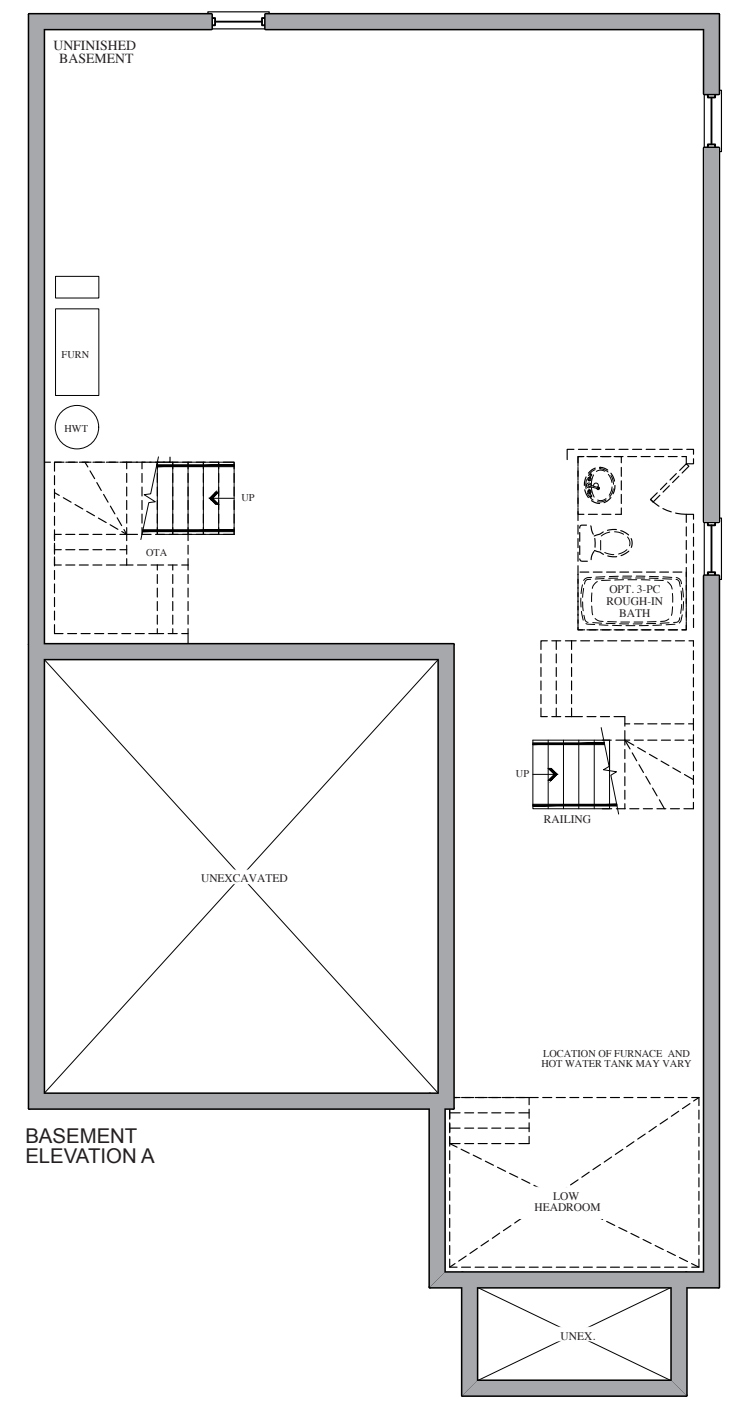 UNFINISHED
BASEMENT
FURN
HWT
UP
OTA
OPT. 3-PC
ROUGH-IN
BATH
UP
RAILING
UNEXCAVATED
LOCATION OF FURNACE AND
HOT WATER TANK MAY VARY
BASEMENT
ELEVATION A
LOW
HEADROOM
UNEX.